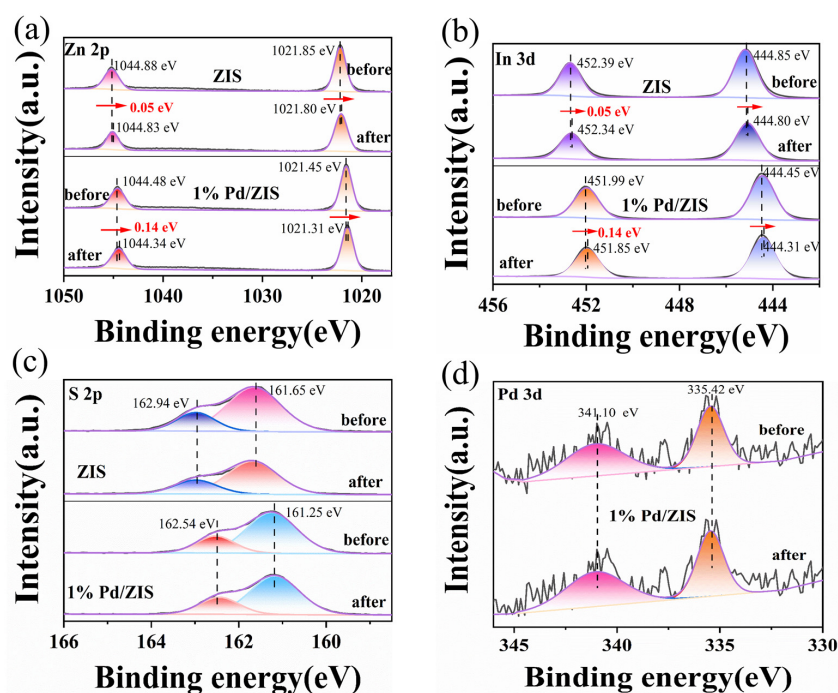 (a)
Zn 2p
1044.88 eV
1021.85 eV
ZIS
before
0.05 eV
1021.80 eV
1044.83 eV
after
1021.45 eV
before
1044.48 eV
1% Pd/ZIS
0.14 eV
1021.31 eV
1044.34 eV
after
1050
1040
1030
1020
Binding energy(eV)
Intensity(a.u.)
(b)
In 3d
452.39 eV
444.85 eV
before
ZIS
0.05 eV
444.80 eV
452.34 eV
after
444.45 eV
451.99 eV
before
1% Pd/ZIS
0.14 eV
444.31 eV
451.85 eV
after
456
452
448
444
Binding energy(eV)
Intensity(a.u.)
(c)
S 2p
161.65 eV
162.94 eV
before
ZIS
after
161.25 eV
162.54 eV
before
1% Pd/ZIS
after
166
164
162
160
Binding energy(eV)
Intensity(a.u.)
(d)
Pd 3d
335.42 eV
341.10 eV
before
1% Pd/ZIS
after
345
340
335
330
Binding energy(eV)
Intensity(a.u.)